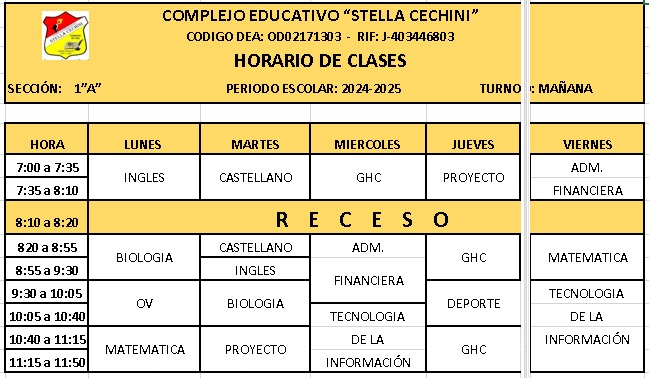 COMPLEJO EDUCATIVO “STELLA CECHINI”
CODIGO DEA: OD02171303 - RIF: J-403446803
HORARIO DE CLASES
SECCIÓN: 1”A” PERIODO ESCOLAR: 2024-2025 TURNO: MAÑANA
STELLA CECHINI
HORA LUNES MARTES MIERCOLES JUEVES VIERNES
7:00 a 7:35 INGLES CASTELLANO GHC PROYECTO ADM.
7:35 a 8:10 FINANCIERA
8:10 a 8:20 R E C E S O
820 a 8:55 BIOLOGIA CASTELLANO ADM. GHC MATEMATICA
8:55 a 9:30 INGLES FINANCIERA
9:30 a 10:05 OV BIOLOGIA DEPORTE TECNOLOGIA
10:05 a 10:40 TECNOLOGIA DE LA
10:40 a 11:15 MATEMATICA PROYECTO DE LA GHC INFORMACIÓN
11:15 a 11:50 INFORMACIÓN